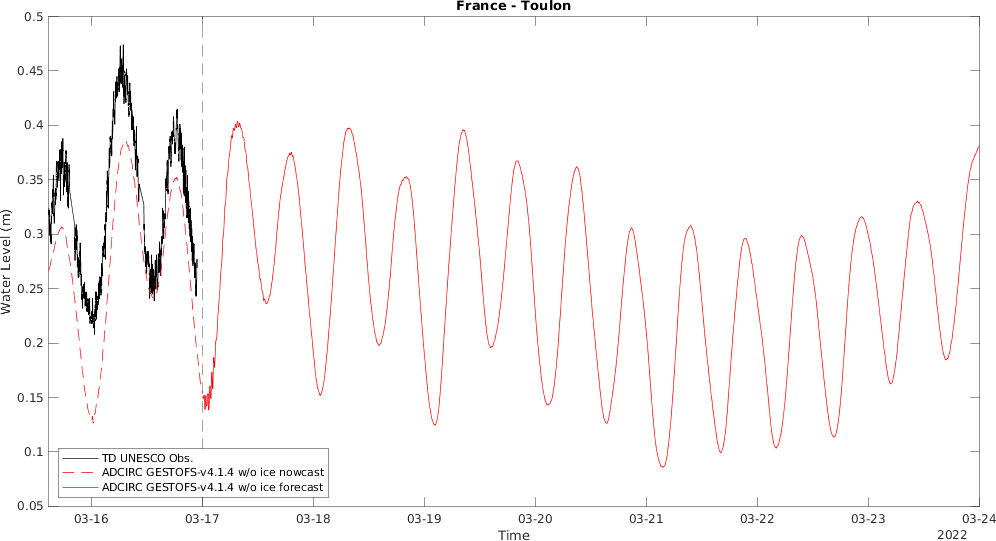 France - Toulon
0.5
0.45
0.4
0.35
0.3
0.25
0.2
0.15
0.1
0.05
Water Level (m)
TD UNESCO Obs.
ADCIRC GESTOFS-v4.1.4 w/o ice nowcast
ADCIRC GESTOFS-v4.1.4 w/o ice forecast
03-16 03-17 03-18 03-19 03-20 03-21 03-22 03-23 03-24
Time
2022